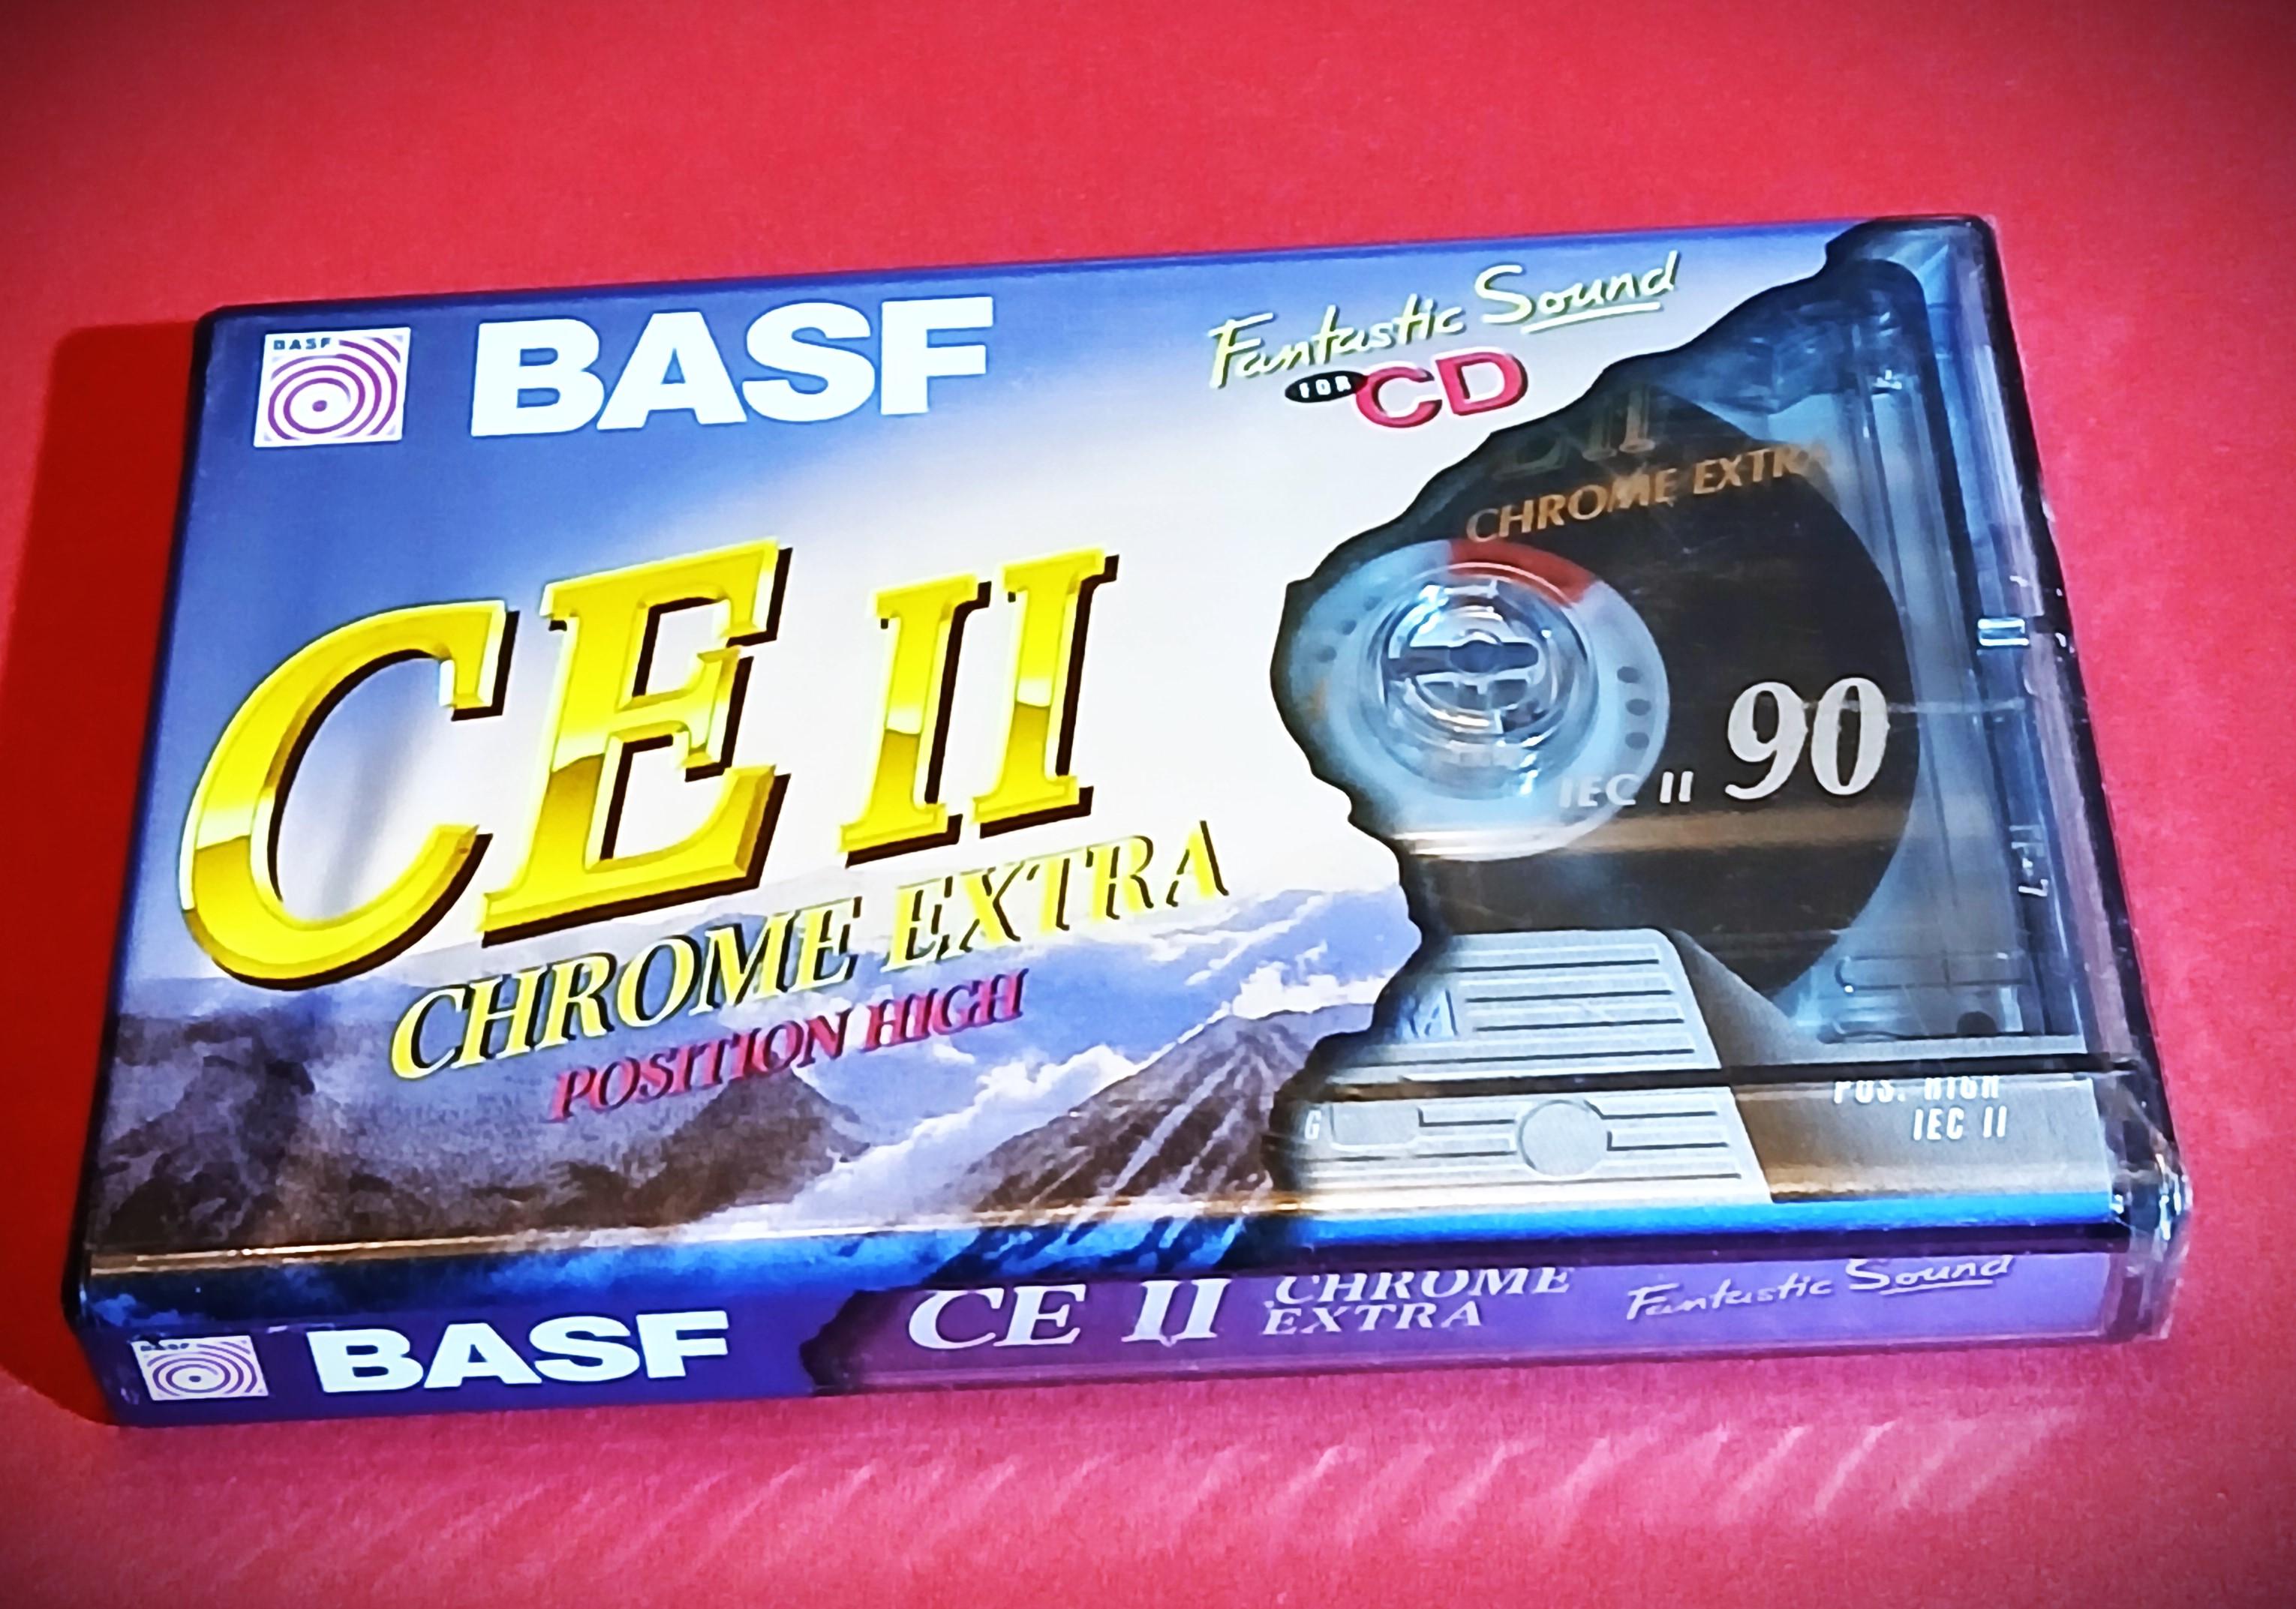 BASF
BASF
Fantastic Sound
FOR CD
CE II
CHROME EXTRA
POSITION HIGH
CHROME EXTRA
IEC II 90
POS. HIGH
IEC II
BASF
CE II CHROME
EXTRA
Fantastic Sound